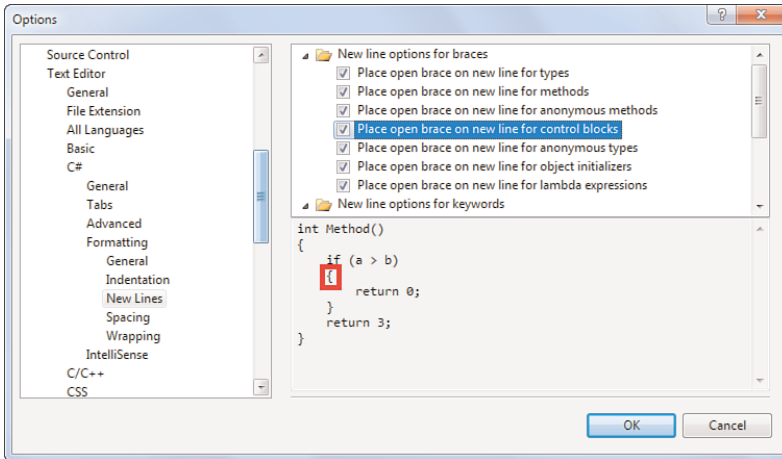 Options
Source Control
Text Editor
General
File Extension
All Languages
Basic
C#
General
Tabs
Advanced
Formatting
General
Indentation
New Lines
Spacing
Wrapping
IntelliSense
C/C++
CSS
New line options for braces
Place open brace on new line for types
Place open brace on new line for methods
Place open brace on new line for anonymous methods
Place open brace on new line for control blocks
Place open brace on new line for anonymous types
Place open brace on new line for object initializers
Place open brace on new line for lambda expressions
New line options for keywords
int Method()
{
    if (a > b)
    {
        return 0;
    }
    return 3;
}
OK
Cancel